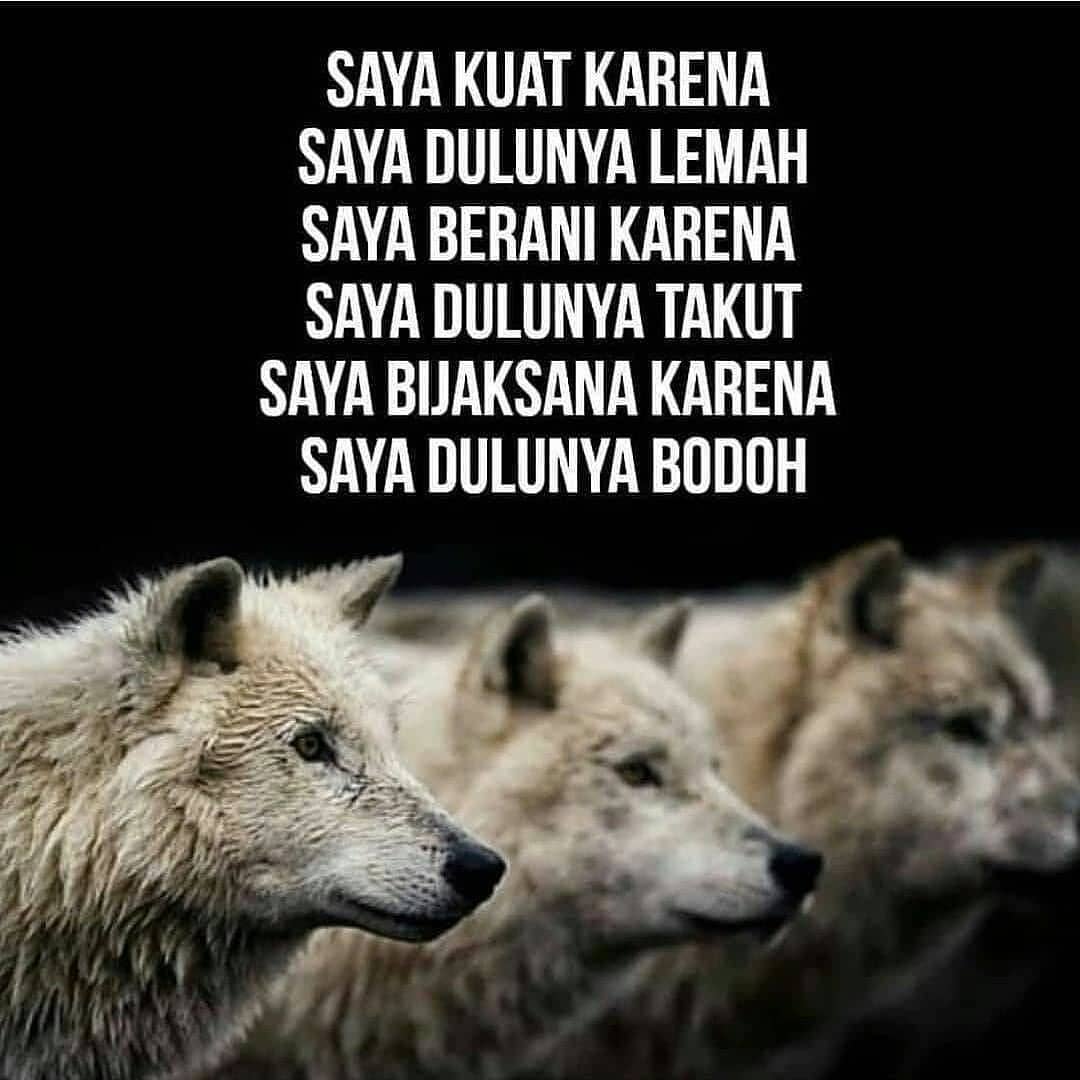 SAYA KUAT KARENA
SAYA DULUNYA LEMAH
SAYA BERANI KARENA
SAYA DULUNYA TAKUT
SAYA BIJAKSANA KARENA
SAYA DULUNYA BODOH